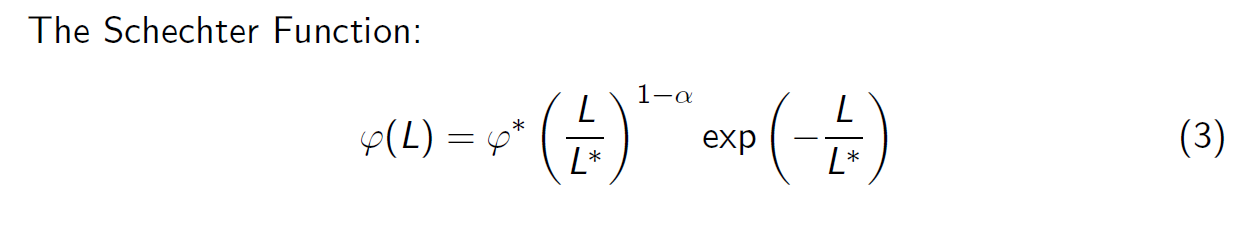 The Schechter Function:
φ(L) = φ* (L/L*)^{1−α} exp(−L/L*) (3)